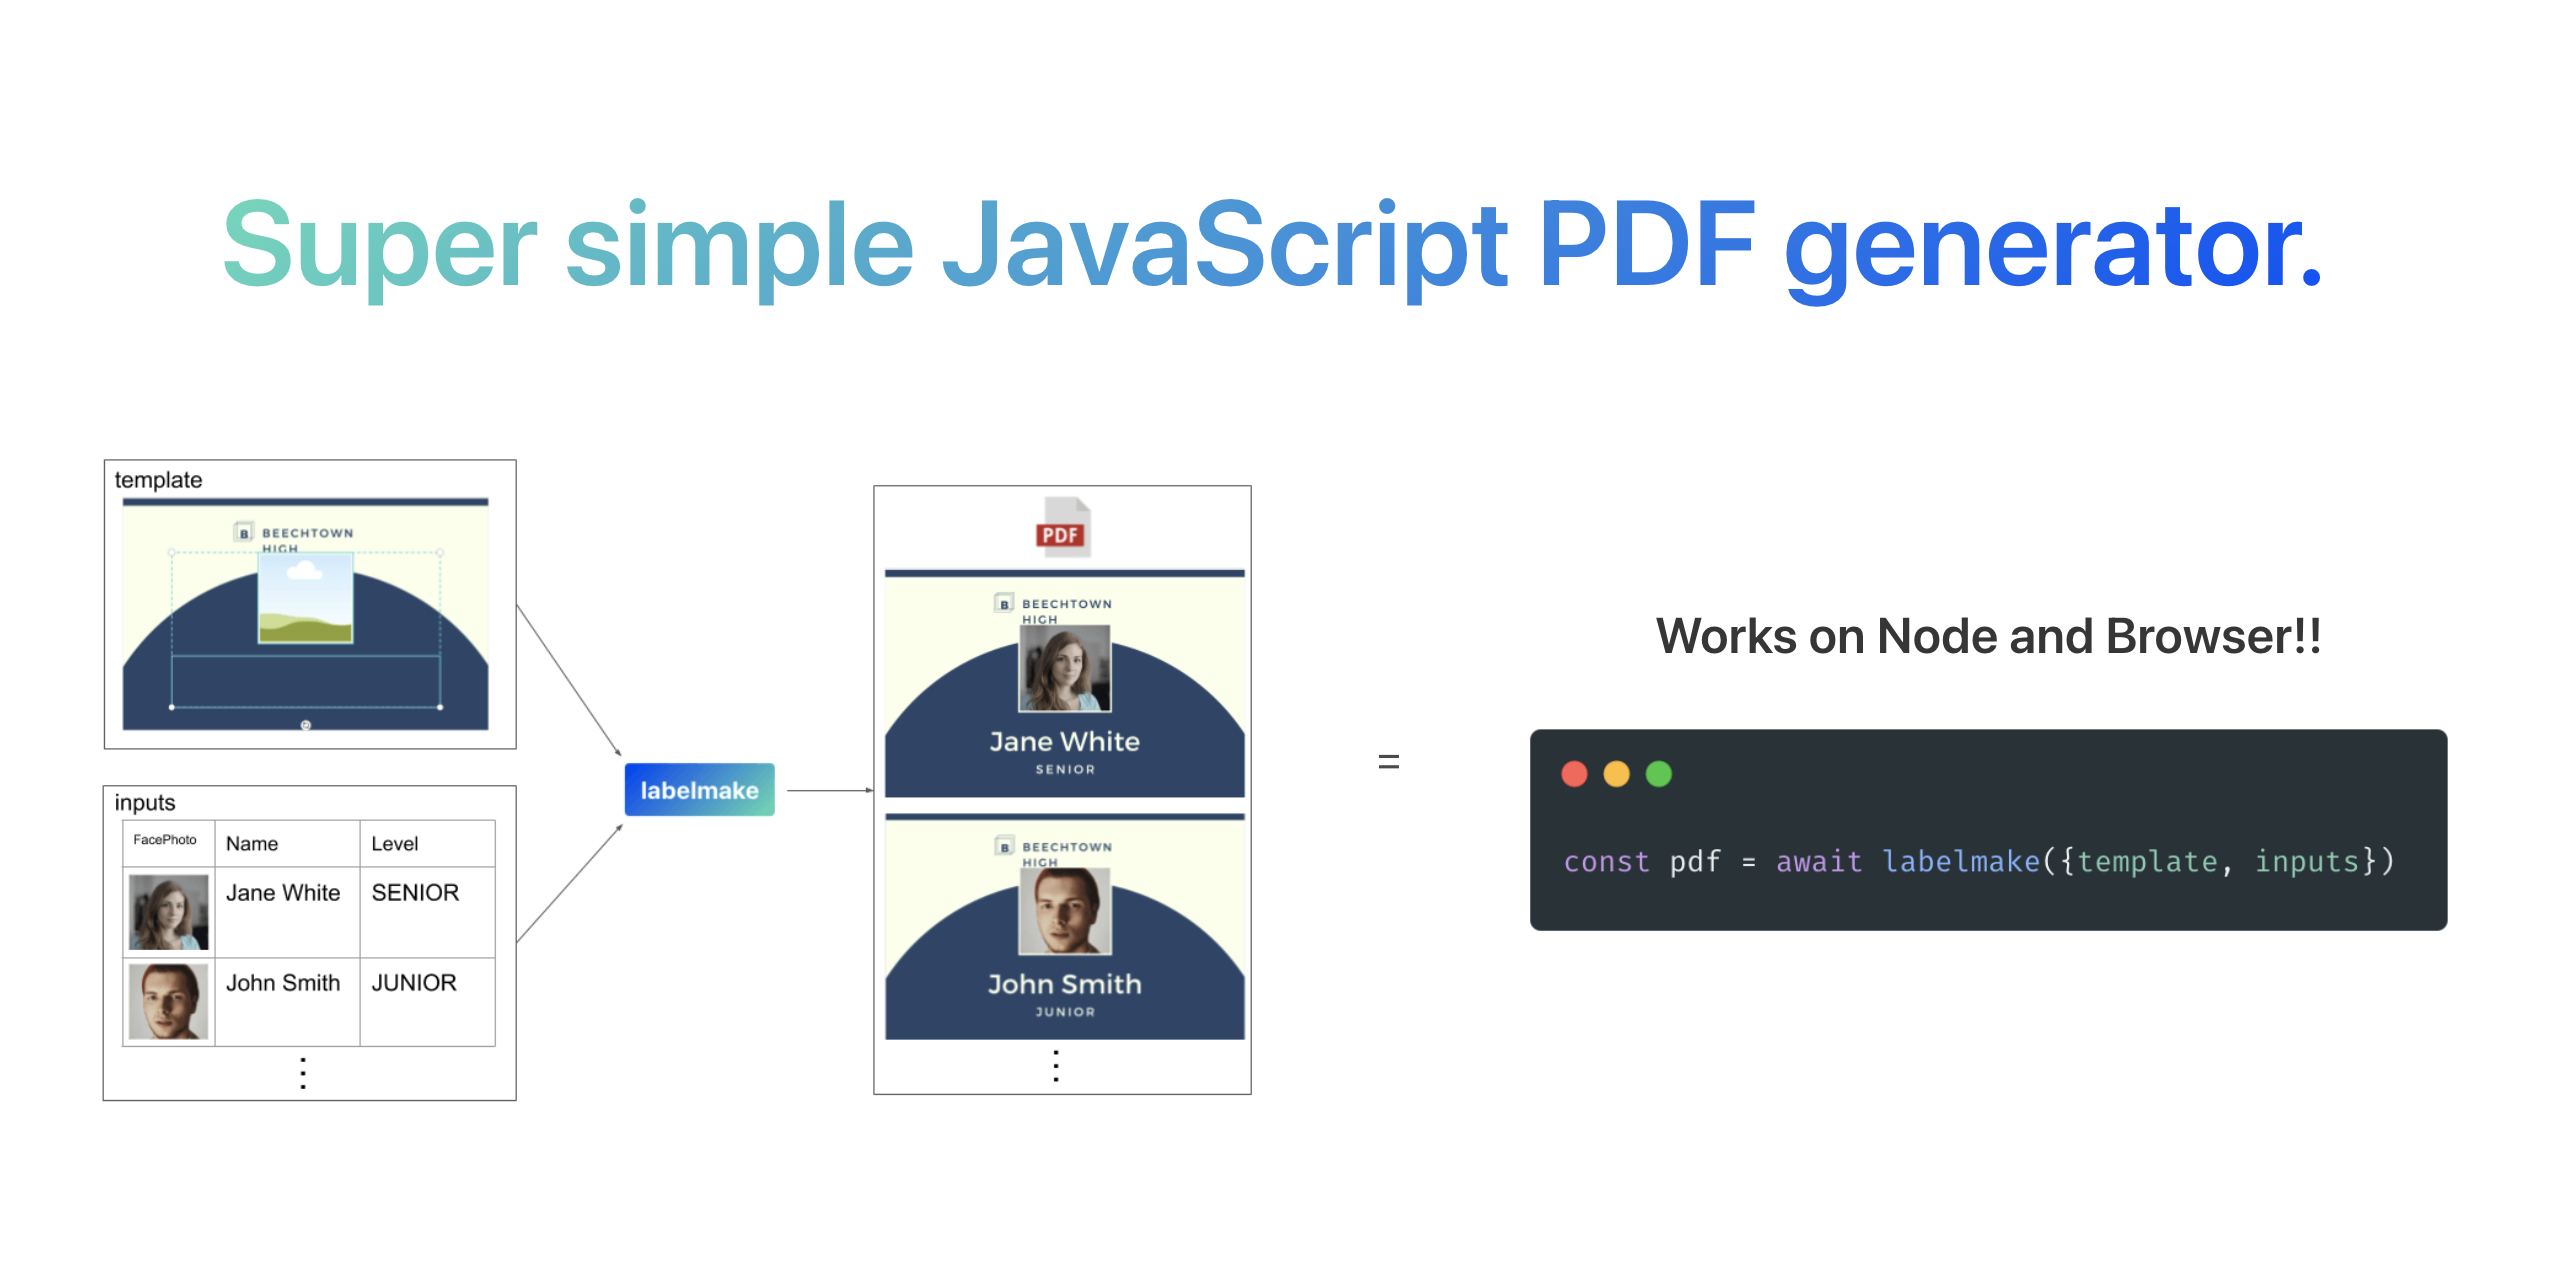 Super simple JavaScript PDF generator.
template
B BEECHTOWN
HIGH
inputs
FacePhoto Name Level
Jane White SENIOR
John Smith JUNIOR
labelmake
PDF
B BEECHTOWN
HIGH
Jane White
SENIOR
B BEECHTOWN
HIGH
John Smith
JUNIOR
=
Works on Node and Browser!!
const pdf = await labelmake({template, inputs})